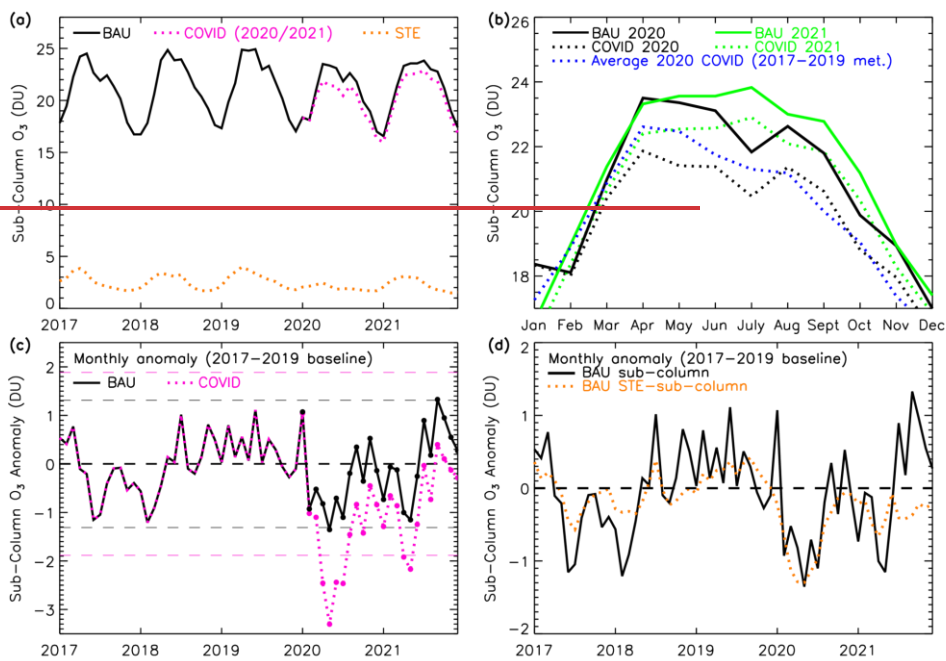 (a)
BAU COVID (2020/2021) STE
Sub-Column O₃ (DU)
25
20
15
10
8
4
0
2017 2018 2019 2020 2021
(b)
BAU 2020 BAU 2021
COVID 2020 COVID 2021
Average 2020 COVID (2017-2019 met.)
Sub-Column O₃ (DU)
26
24
22
20
18
Jan Feb Mar Apr May Jun July Aug Sept Oct Nov Dec
(c)
Monthly anomaly (2017-2019 baseline)
BAU COVID
Sub-Column O₃ Anomaly (DU)
2
1
0
-1
-2
-3
2017 2018 2019 2020 2021
(d)
Monthly anomaly (2017-2019 baseline)
BAU sub-column
BAU STE-sub-column
Sub-Column O₃ Anomaly (DU)
2
1
0
-1
-2
2017 2018 2019 2020 2021